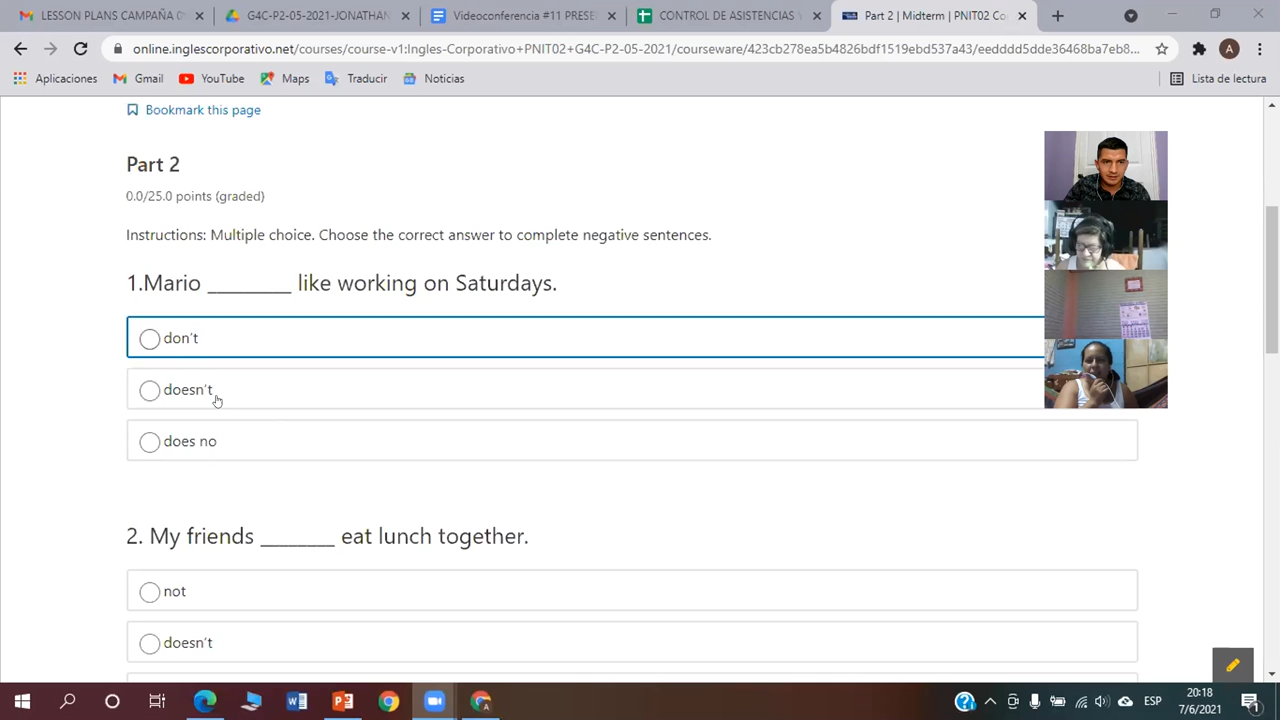 LESSON PLANS CAMPAÑA 0
G4C-P2-05-2021-JONATHAN
Videoconferencia #11 PRESE
CONTROL DE ASISTENCIAS Y
Part 2 | Midterm | PNIT02 Co
online.inglescorporativo.net/courses/course-v1:Ingles-Corporativo+PNIT02+G4C-P2-05-2021/courseware/423cb278ea5b4826bdf1519ebd537a43/eedddd5dde36468ba7eb8...
A
Aplicaciones
Gmail
YouTube
Maps
Traducir
Noticias
Lista de lectura
Bookmark this page
Part 2
0.0/25.0 points (graded)
Instructions: Multiple choice. Choose the correct answer to complete negative sentences.
1.Mario _________ like working on Saturdays.
don't
doesn't
does no
2. My friends ________ eat lunch together.
not
doesn't
ESP
20:18
7/6/2021
1